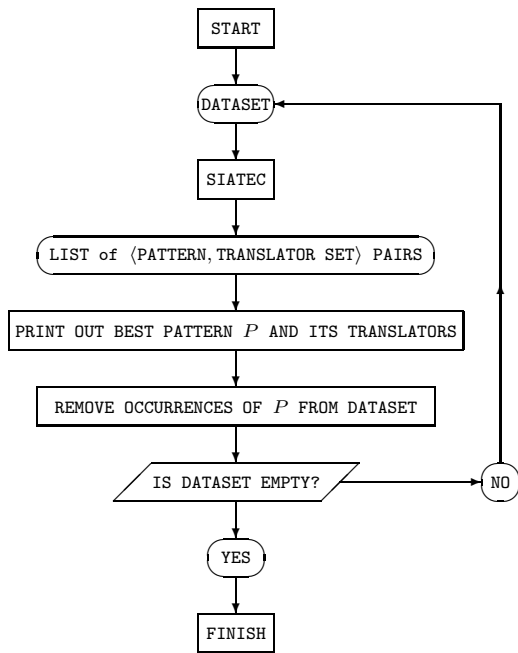 START
DATASET
SIATEC
LIST of ⟨PATTERN, TRANSLATOR SET⟩ PAIRS
PRINT OUT BEST PATTERN P AND ITS TRANSLATORS
REMOVE OCCURRENCES OF P FROM DATASET
IS DATASET EMPTY?
NO
YES
FINISH